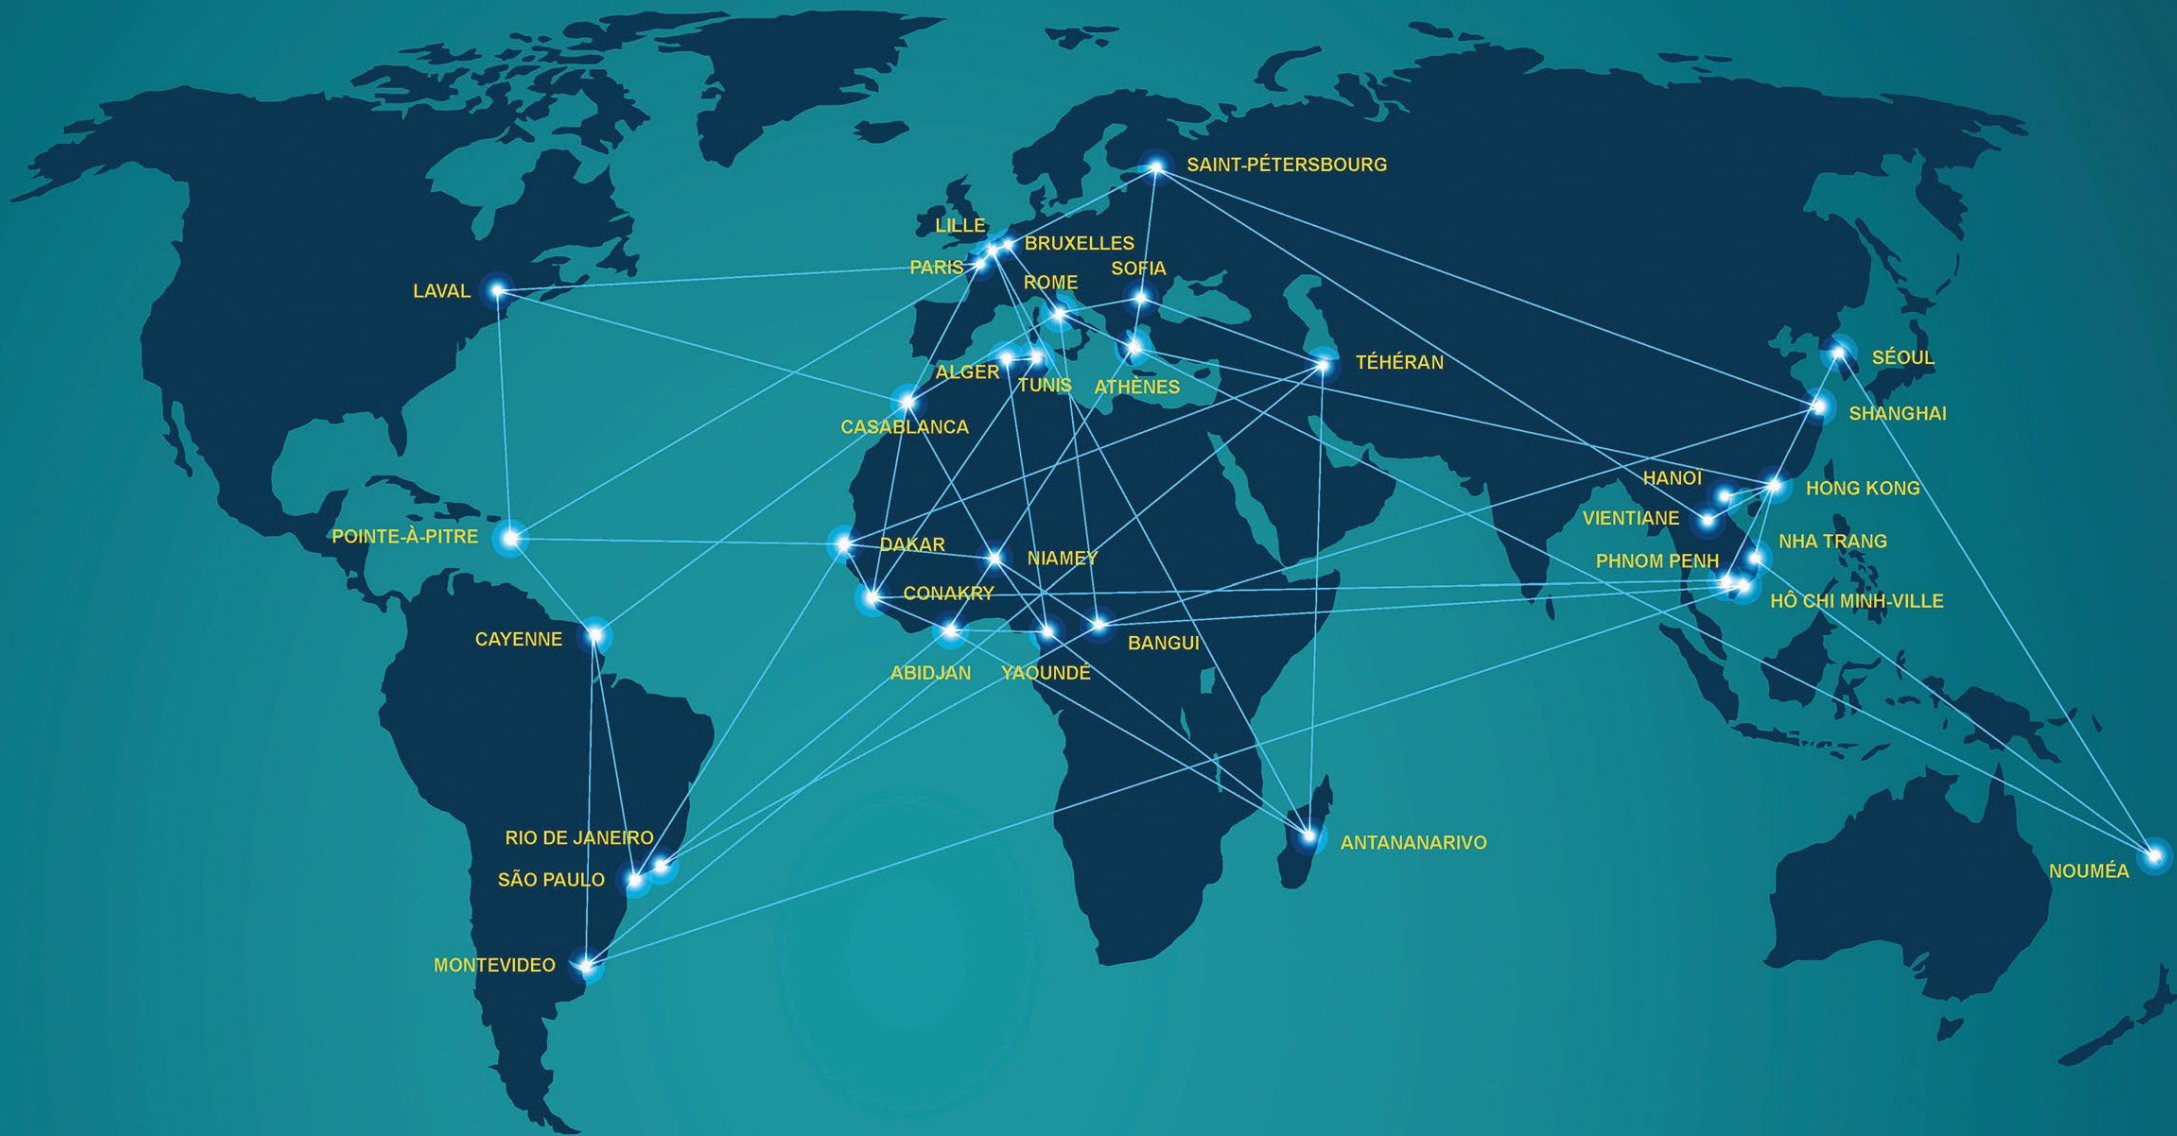 SAINT-PÉTERSBOURG
LILLE
BRUXELLES
PARIS
SOFIA
ROME
LAVAL
SÉOUL
TÉHÉRAN
ALGER
TUNIS
ATHÈNES
SHANGHAI
CASABLANCA
HANOÏ
HONG KONG
VIENTIANE
POINTE-À-PITRE
DAKAR
NHA TRANG
NIAMEY
PHNOM PENH
CONAKRY
HÔ CHI MINH-VILLE
CAYENNE
BANGUI
ABIDJAN
YAOUNDÉ
RIO DE JANEIRO
ANTANANARIVO
NOUMÉA
SÃO PAULO
MONTEVIDEO